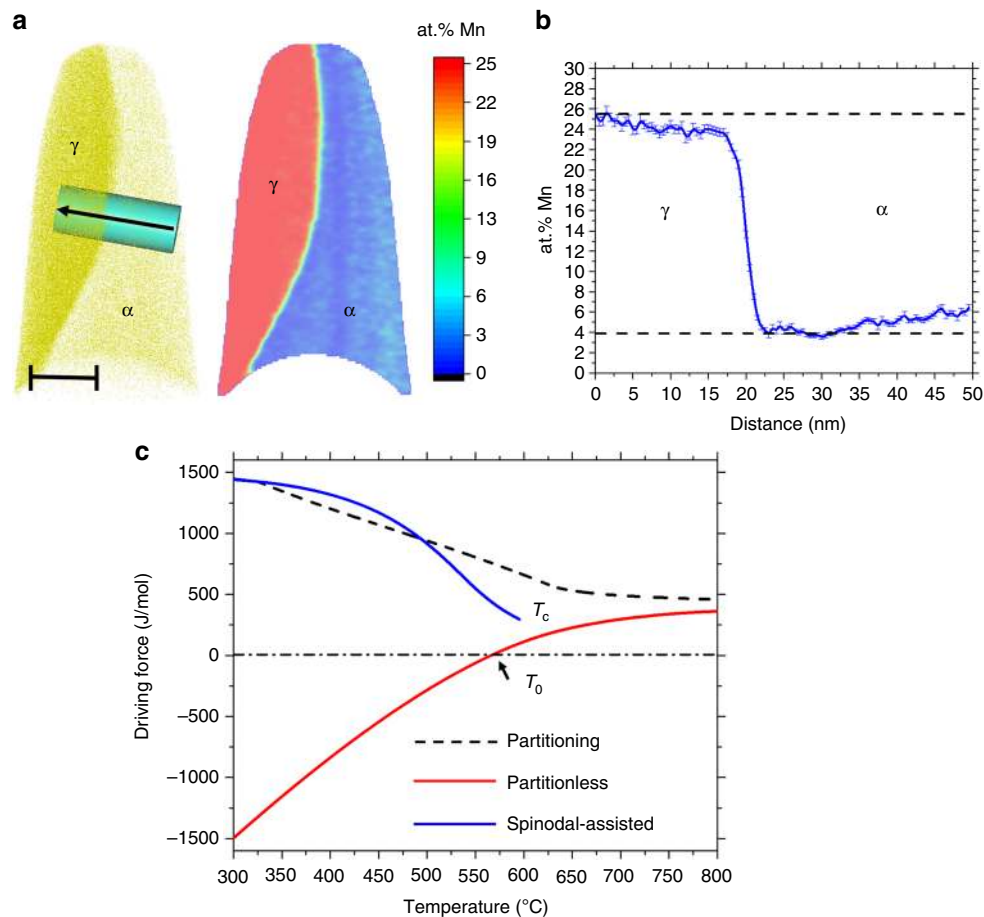 a
at.% Mn
γ
α
γ
α
25
22
19
16
13
9
6
3
0
b
30
28
26
24
22
20
18
16
14
12
10
8
6
4
2
0
at.% Mn
γ
α
0 5 10 15 20 25 30 35 40 45 50
Distance (nm)
c
1500
1000
500
0
−500
−1000
−1500
Driving force (J/mol)
Tc
T0
Partitioning
Partitionless
Spinodal-assisted
300 350 400 450 500 550 600 650 700 750 800
Temperature (°C)